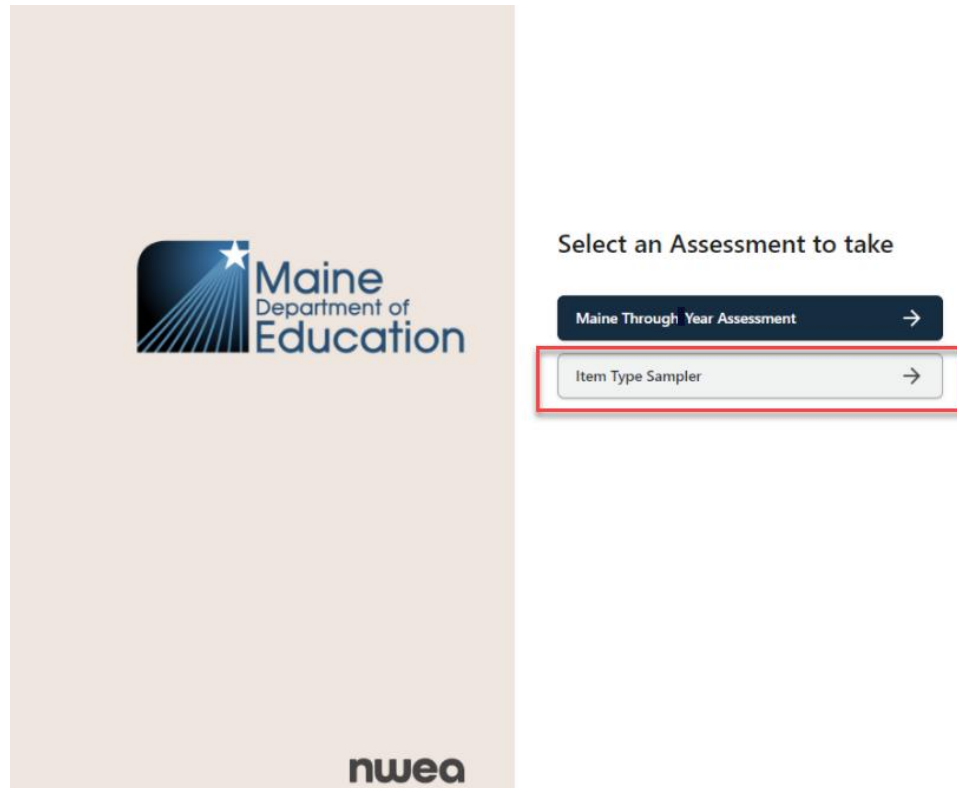 Maine
Department of
Education
nwea
Select an Assessment to take
Maine Through Year Assessment
Item Type Sampler